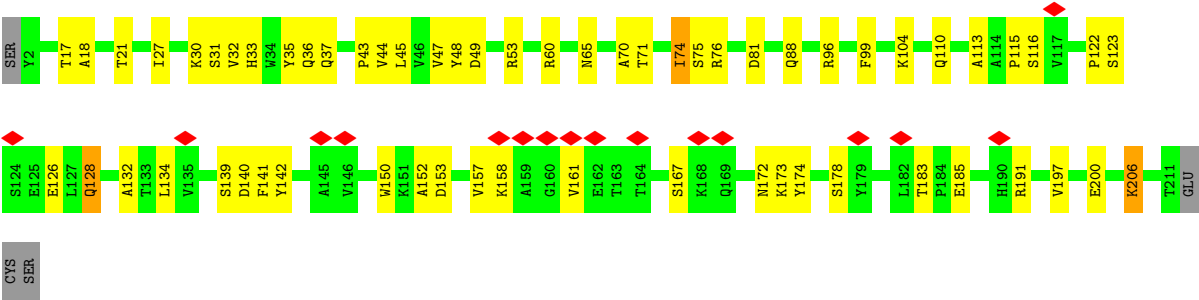 SER Y2 T17 A18 T21 I27 K30 S31 V32 H33 W34 Y35 Q36 Q37 P43 V44 L45 V46 V47 Y48 D49 R53 R60 N65 A70 T71 I74 S75 R76 D81 Q88 R96 F99 K104 Q110 A113 A114 P115 S116 V117 P122 S123
S124 E125 E126 L127 Q128 A132 T133 L134 V135 S139 D140 F141 Y142 A145 V146 W150 K151 A152 D153 V157 K158 A159 G160 V161 E162 T163 T164 S167 K168 Q169 N172 K173 Y174 S178 Y179 L182 T183 P184 E185 H190 R191 V197 E200 K206 T211 GLU
CYS SER